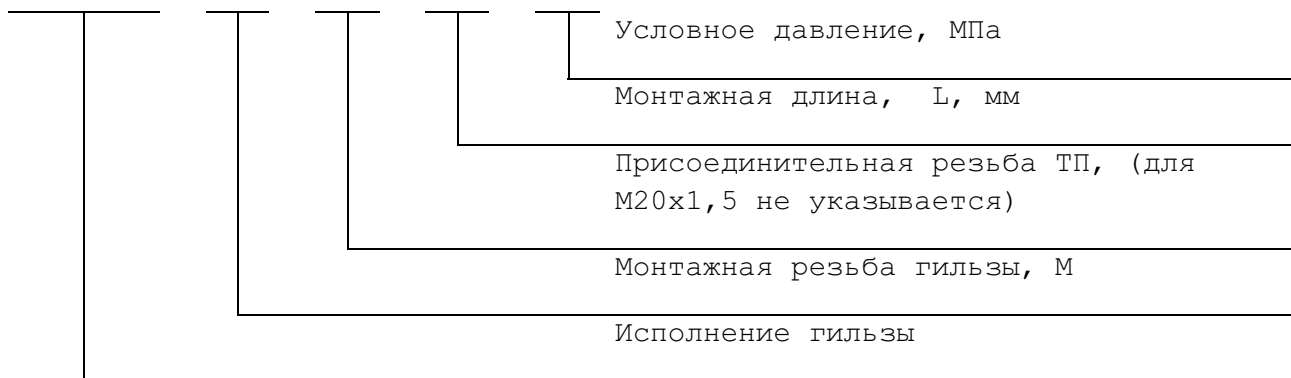 Условное давление, МПа
Монтажная длина, L, мм
Присоединительная резьба ТП, (для
М20х1,5 не указывается)
Монтажная резьба гильзы, М
Исполнение гильзы